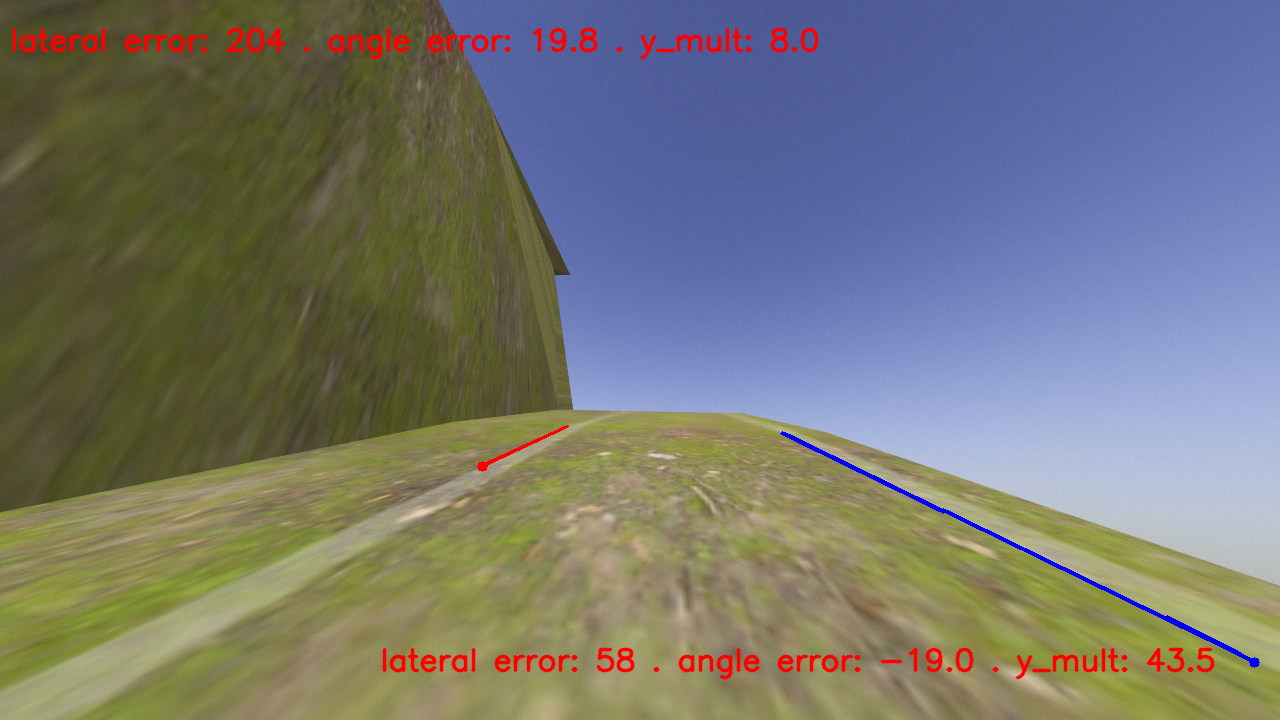 lateral error: 204 . angle error: 19.8 . y_mult: 8.0
lateral error: 58 . angle error: -19.0 . y_mult: 43.5